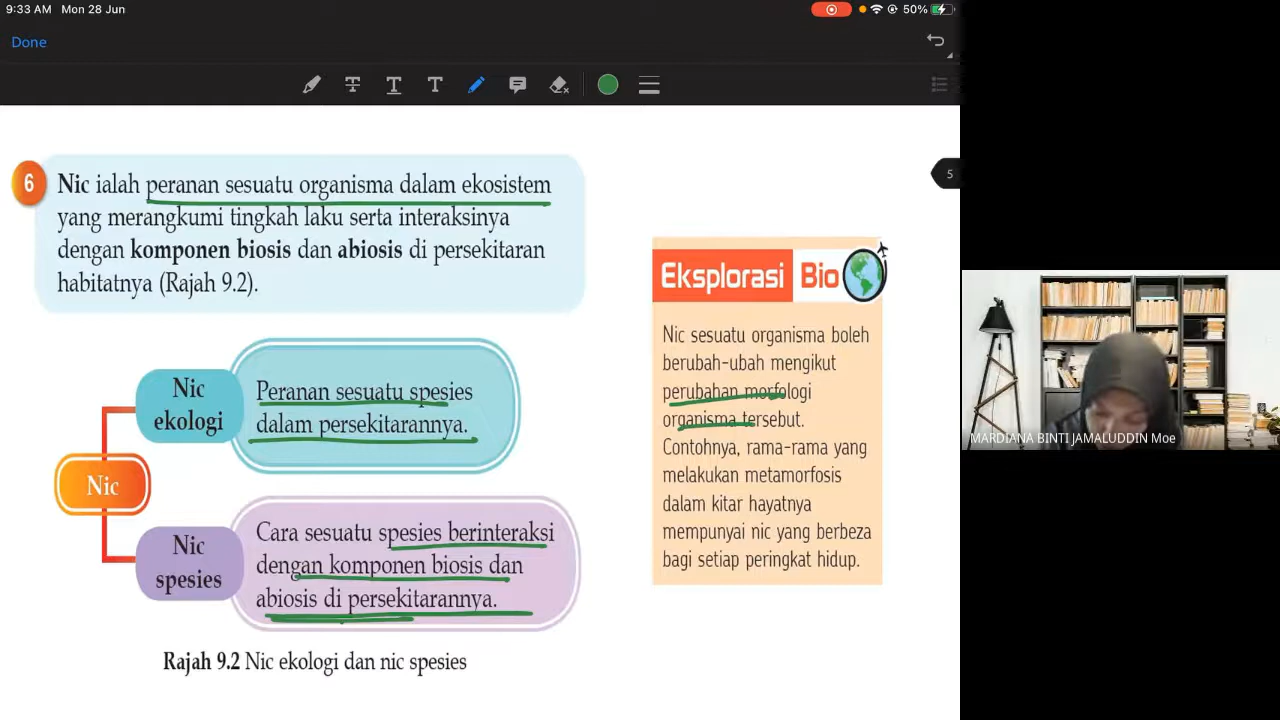 9:33 AM Mon 28 Jun
50%
Done
T
T
T
5
6
Nic ialah peranan sesuatu organisma dalam ekosistem
yang merangkumi tingkah laku serta interaksinya
dengan komponen biosis dan abiosis di persekitaran
habitatnya (Rajah 9.2).
Nic
ekologi
Peranan sesuatu spesies
dalam persekitarannya.
Nic
Nic
spesies
Cara sesuatu spesies berinteraksi
dengan komponen biosis dan
abiosis di persekitarannya.
Rajah 9.2 Nic ekologi dan nic spesies
Eksplorasi Bio
Nic sesuatu organisma boleh
berubah-ubah mengikut
perubahan morfologi
organisma tersebut.
Contohnya, rama-rama yang
melakukan metamorfosis
dalam kitar hayatnya
mempunyai nic yang berbeza
bagi setiap peringkat hidup.
MARDIANA BINTI JAMALUDDIN Moe